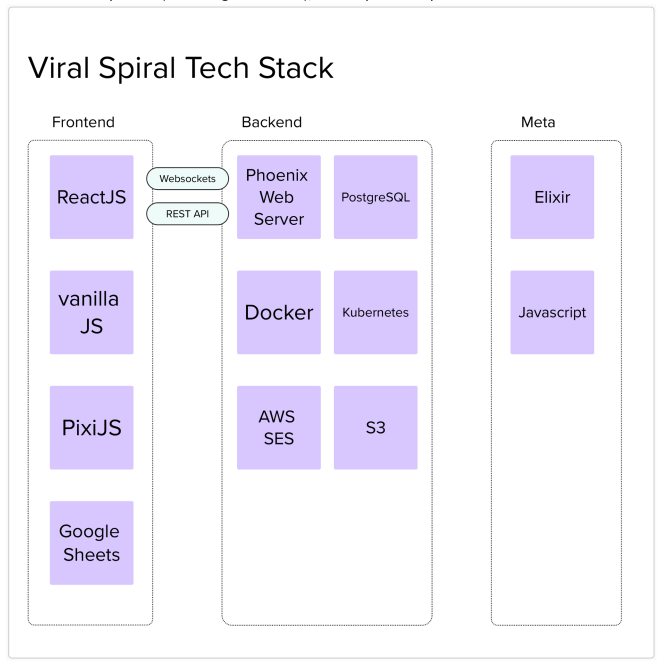 Viral Spiral Tech Stack
Frontend
Backend
Meta
ReactJS
Websockets
REST API
Phoenix
Web
Server
PostgreSQL
Elixir
vanilla
JS
Docker
Kubernetes
Javascript
PixiJS
AWS
SES
S3
Google
Sheets